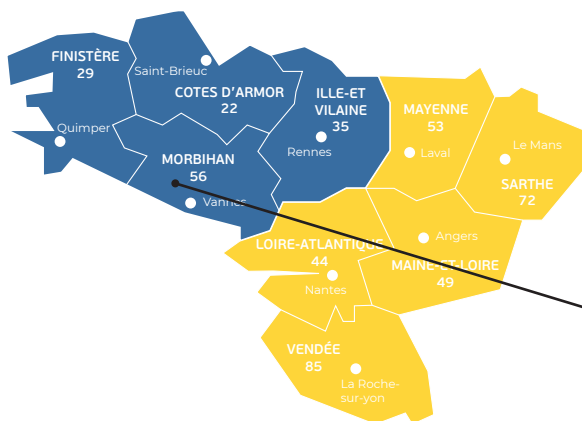 FINISTÈRE
29
Saint-Brieuc
COTES D'ARMOR
22
ILLE-ET
VILAINE
35
MAYENNE
53
Quimper
Rennes
Laval
Le Mans
MORBIHAN
56
SARTHE
72
Vannes
LOIRE-ATLANTIQUE
44
Angers
MAINE-ET-LOIRE
49
Nantes
VENDÉE
85
La Roche-
sur-yon